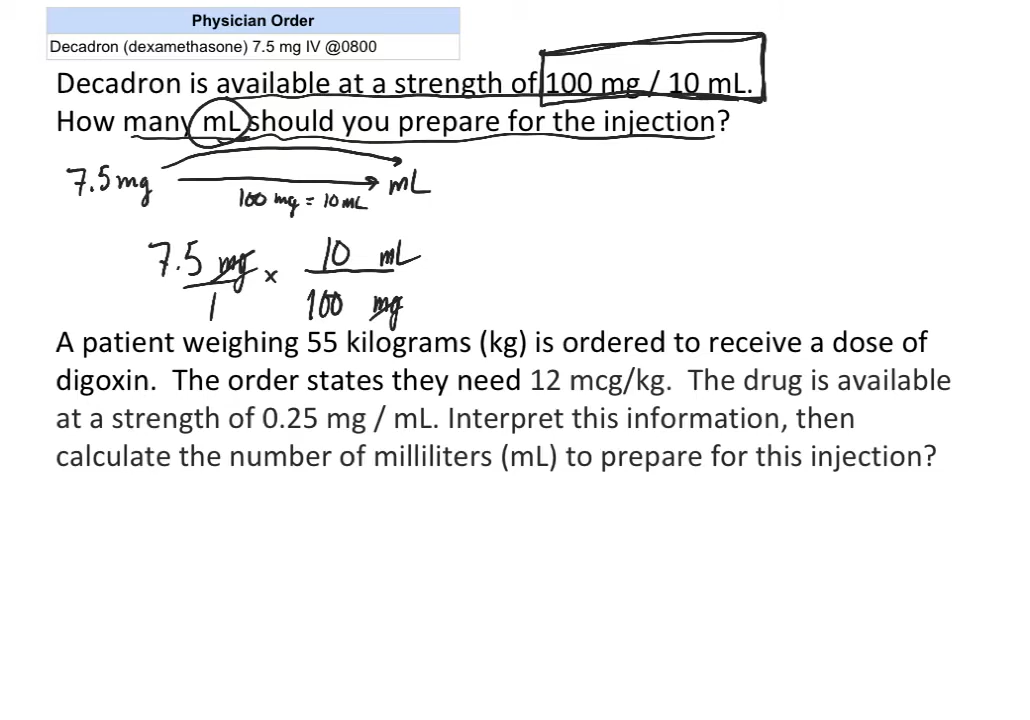 Physician Order
Decadron (dexamethasone) 7.5 mg IV @0800
Decadron is available at a strength of 100 mg / 10 mL.
How many mL should you prepare for the injection?
7.5 mg mL
100 mg = 10 mL
7.5 mg x 10 mL
1 100 mg
A patient weighing 55 kilograms (kg) is ordered to receive a dose of
digoxin. The order states they need 12 mcg/kg. The drug is available
at a strength of 0.25 mg / mL. Interpret this information, then
calculate the number of milliliters (mL) to prepare for this injection?